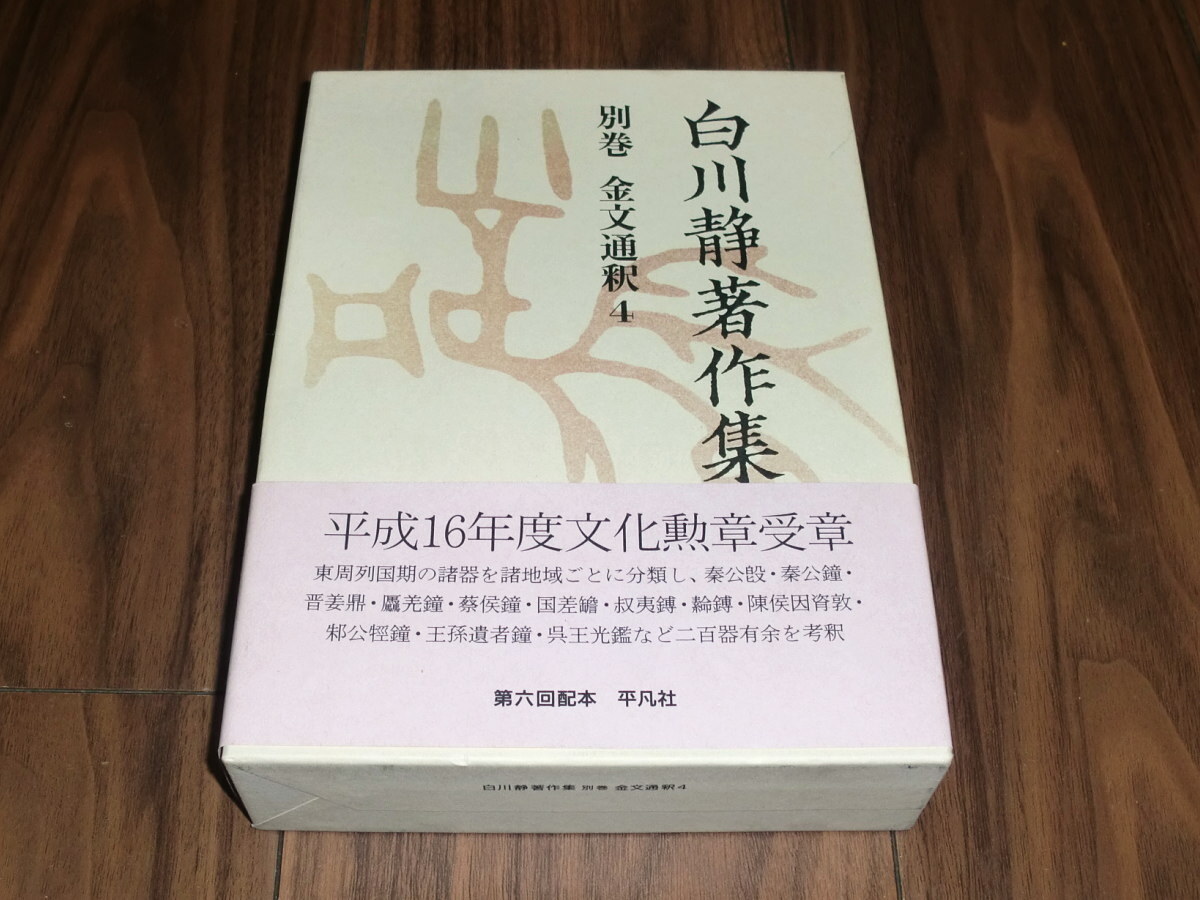 白川静著作集
別巻 金文通釈4
平成16年度文化勲章受章
東周列国期の諸器を諸地域ごとに分類し、秦公𣪘・秦公鐘・
晋姜鼎・驫羌鐘・蔡侯鐘・国差𦉜・叔夷鎛・𦅫鎛・陳侯因𬥏敦・
邾公牼鐘・王孫遺者鐘・呉王光鑑など二百器有余を考釈
第六回配本 平凡社
白川静著作集 別巻 金文通釈4